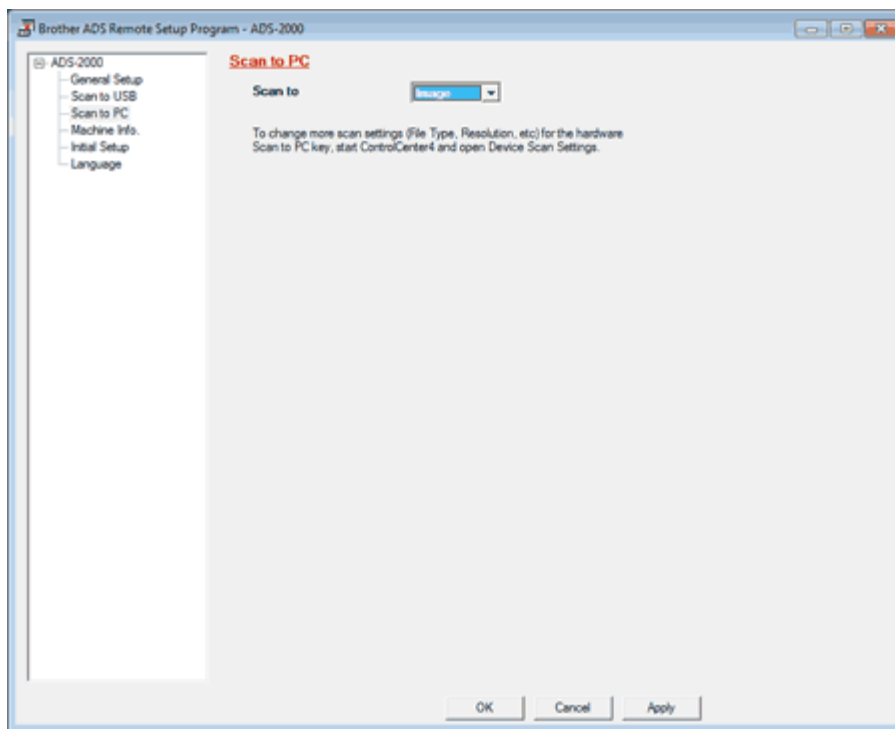 Brother ADS Remote Setup Program - ADS-2000
ADS-2000
General Setup
Scan to USB
Scan to PC
Machine Info.
Initial Setup
Language
Scan to PC
Scan to
Image
To change more scan settings (File Type, Resolution, etc) for the hardware
Scan to PC key, start ControlCenter4 and open Device Scan Settings.
OK
Cancel
Apply